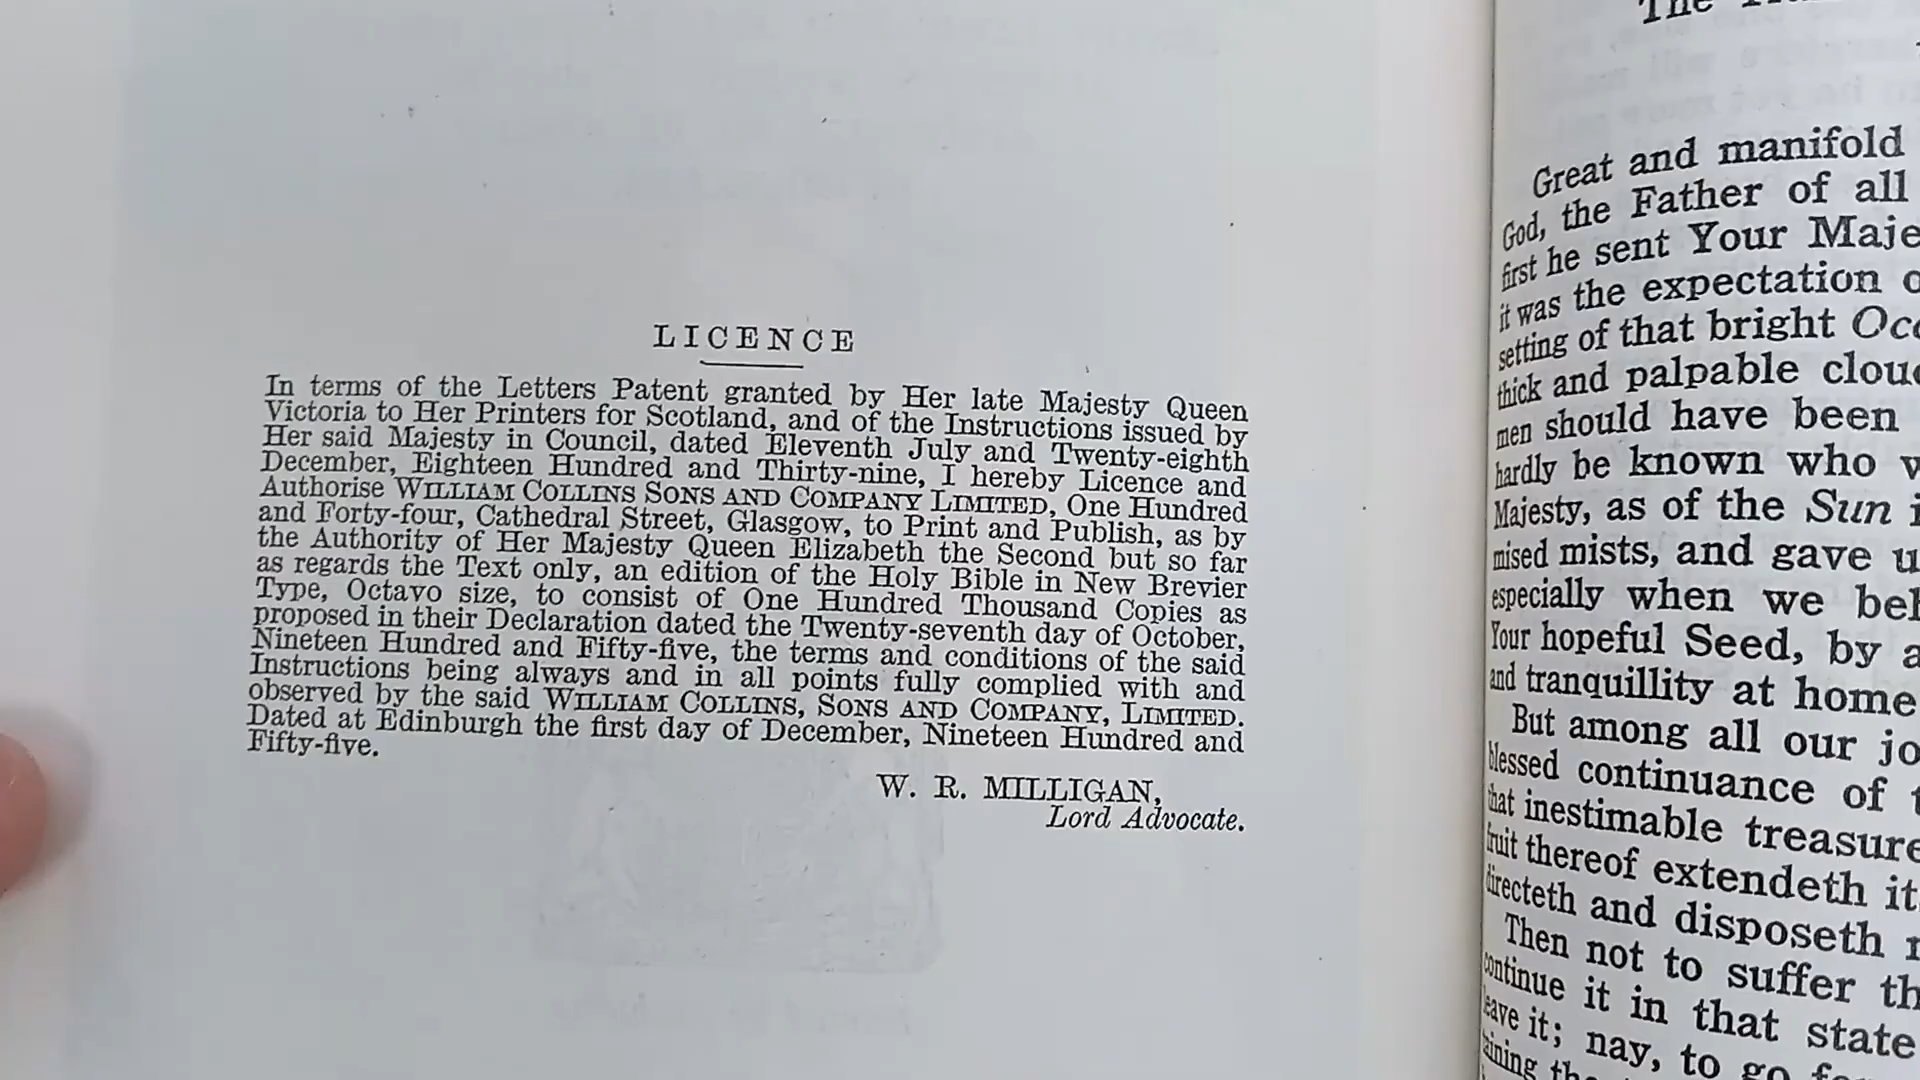 LICENCE
In terms of the Letters Patent granted by Her late Majesty Queen
Victoria to Her Printers for Scotland, and of the Instructions issued by
Her said Majesty in Council, dated Eleventh July and Twenty-eighth
December, Eighteen Hundred and Thirty-nine, I hereby Licence and
Authorise WILLIAM COLLINS SONS AND COMPANY LIMITED, One Hundred
and Forty-four, Cathedral Street, Glasgow, to Print and Publish, as by
the Authority of Her Majesty Queen Elizabeth the Second but so far
as regards the Text only, an edition of the Holy Bible in New Brevier
Type, Octavo size, to consist of One Hundred Thousand Copies as
proposed in their Declaration dated the Twenty-seventh day of October,
Nineteen Hundred and Fifty-five, the terms and conditions of the said
Instructions being always and in all points fully complied with and
observed by the said WILLIAM COLLINS, SONS AND COMPANY, LIMITED.
Dated at Edinburgh the first day of December, Nineteen Hundred and
Fifty-five.
W. R. MILLIGAN,
Lord Advocate.
The
Great and manifold
God, the Father of all
first he sent Your
it was the expectation
setting of that bright
thick and palpable
men should have been
hardly be known who
Majesty, as of the Sun
mised mists, and gave
especially when we
Your hopeful Seed, by
and tranquillity at home
But among all our
blessed continuance of
that inestimable treasure
fruit thereof extendeth
directeth and disposeth
Then not to suffer
continue it in that state
leave it; nay, to go